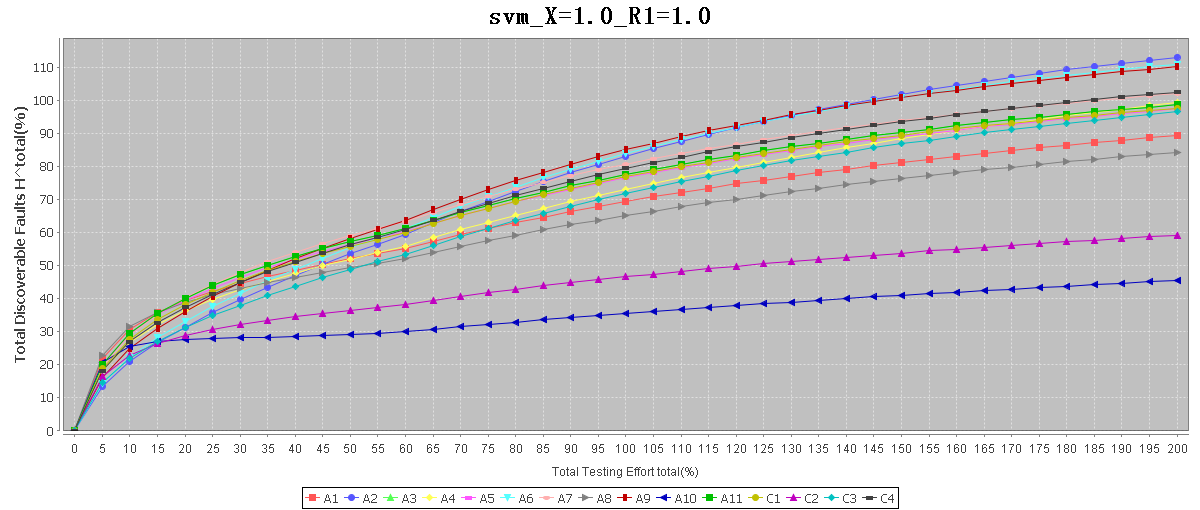 svm_X=1.0_R1=1.0
Total Discoverable Faults H^total(%)
110
100
90
80
70
60
50
40
30
20
10
0
0 5 10 15 20 25 30 35 40 45 50 55 60 65 70 75 80 85 90 95 100 105 110 115 120 125 130 135 140 145 150 155 160 165 170 175 180 185 190 195 200
Total Testing Effort total(%)
A1 A2 A3 A4 A5 A6 A7 A8 A9 A10 A11 C1 C2 C3 C4